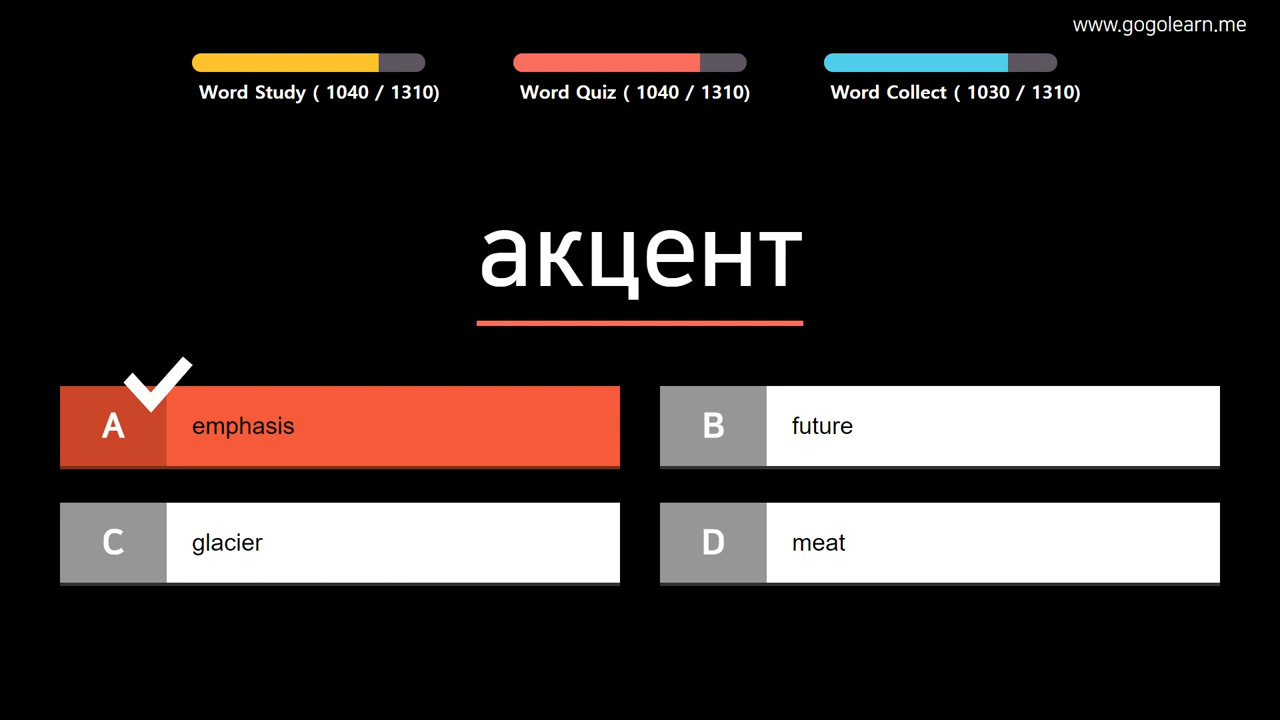 www.gogolearn.me
Word Study ( 1040 / 1310)
Word Quiz ( 1040 / 1310)
Word Collect ( 1030 / 1310)
акцент
A emphasis
B future
C glacier
D meat